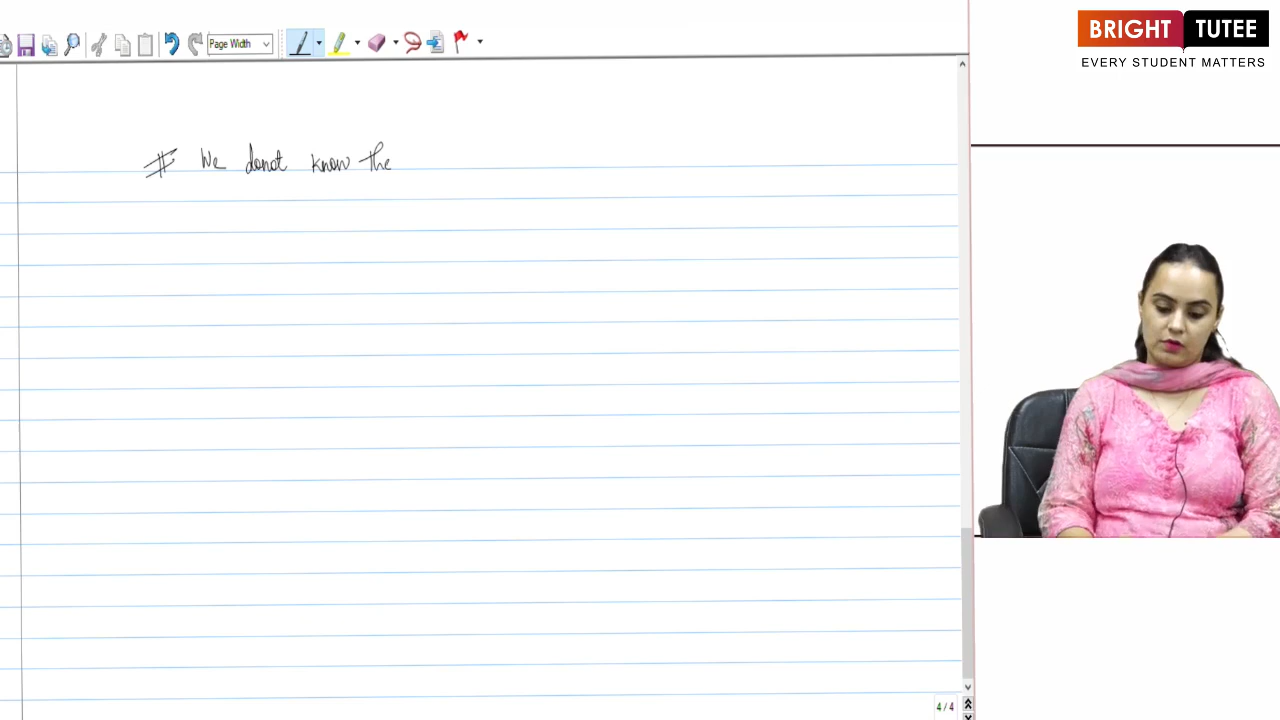 Page Width
BRIGHT TUTEE
EVERY STUDENT MATTERS
# We donot know the
4 / 4